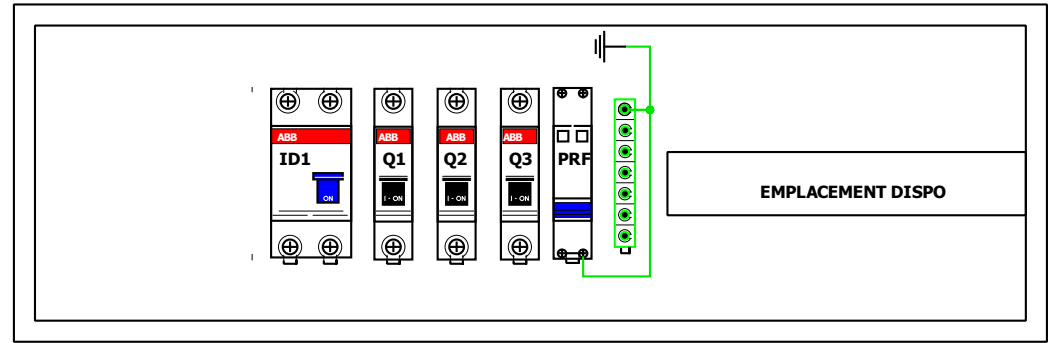 ABB
ID1
ON
ABB
Q1
I - ON
ABB
Q2
I - ON
ABB
Q3
I - ON
PRF
EMPLACEMENT DISPO